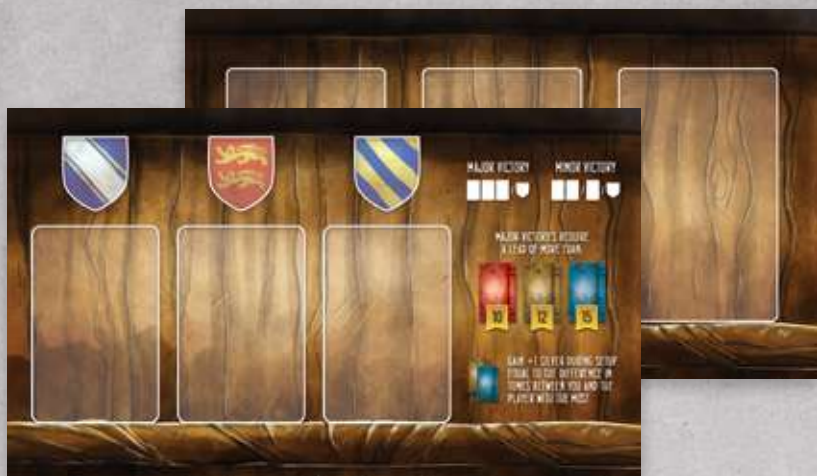 MAJOR VICTORY
MINOR VICTORY
MAJOR VICTORY'S REQUIRE
A LEAD OF MORE THAN
10 12 15
GAIN +1 SILVER DURING SETUP
EQUAL TO THE DIFFERENCE IN
TOMES BETWEEN YOU AND THE
PLAYER WITH THE MOST